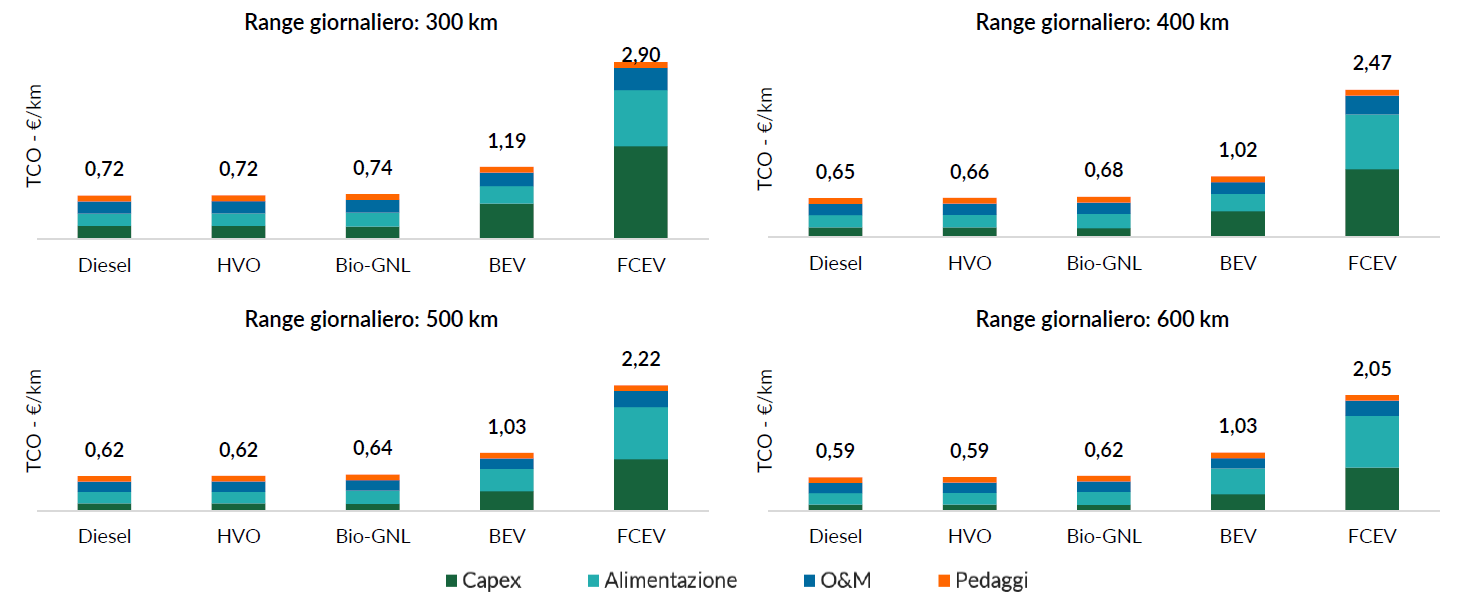 Range giornaliero: 300 km
TCO - €/km
0,72
0,72
0,74
1,19
2,90
Diesel
HVO
Bio-GNL
BEV
FCEV
Range giornaliero: 400 km
TCO - €/km
0,65
0,66
0,68
1,02
2,47
Diesel
HVO
Bio-GNL
BEV
FCEV
Range giornaliero: 500 km
TCO - €/km
0,62
0,62
0,64
1,03
2,22
Diesel
HVO
Bio-GNL
BEV
FCEV
Range giornaliero: 600 km
TCO - €/km
0,59
0,59
0,62
1,03
2,05
Diesel
HVO
Bio-GNL
BEV
FCEV
Capex
Alimentazione
O&M
Pedaggi